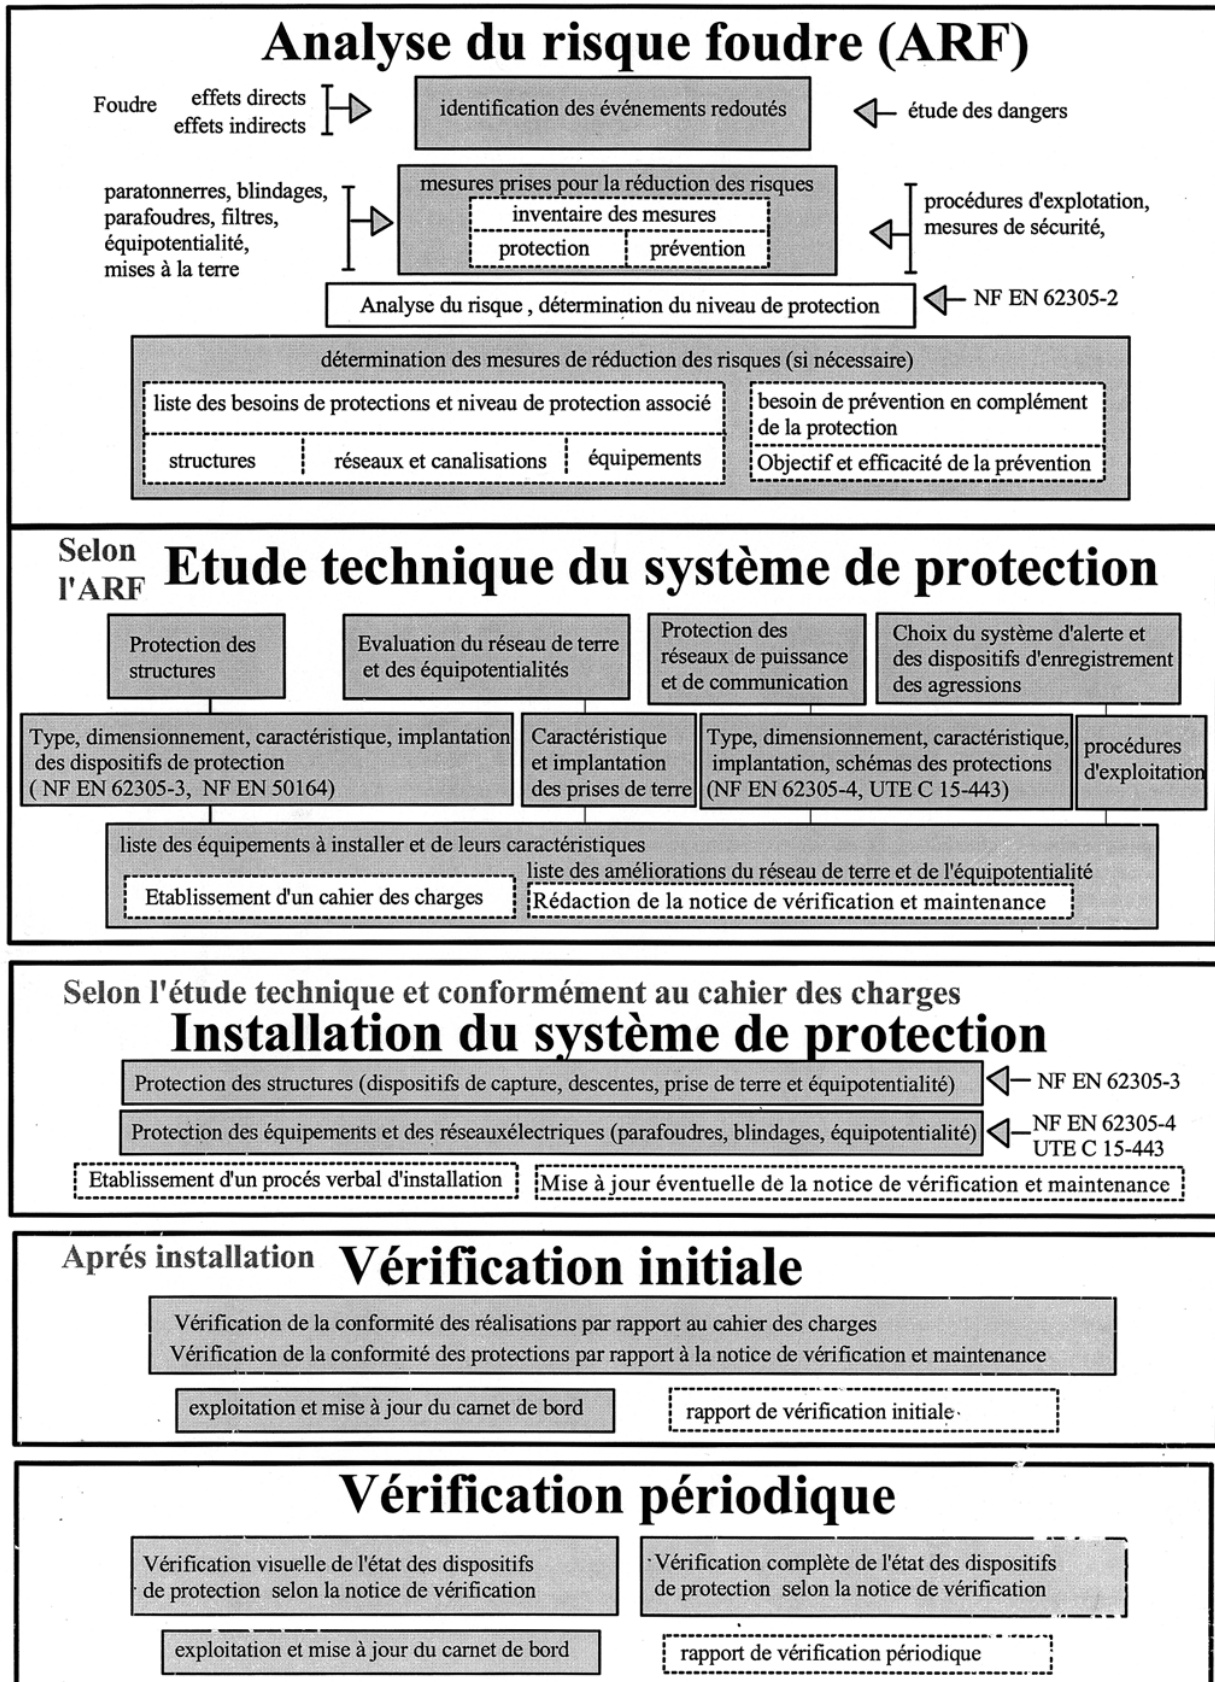 Analyse du risque foudre (ARF)
Foudre
effets directs
effets indirects
identification des événements redoutés
étude des dangers
paratonnerres, blindages,
parafoudres, filtres,
équipotentialité,
mises à la terre
mesures prises pour la réduction des risques
inventaire des mesures
protection
prévention
procédures d'explotation,
mesures de sécurité,
Analyse du risque , détermination du niveau de protection
NF EN 62305-2
détermination des mesures de réduction des risques (si nécessaire)
liste des besoins de protections et niveau de protection associé
structures
réseaux et canalisations
équipements
besoin de prévention en complément
de la protection
Objectif et efficacité de la prévention
Selon
l'ARF
Etude technique du système de protection
Protection des
structures
Evaluation du réseau de terre
et des équipotentialités
Protection des
réseaux de puissance
et de communication
Choix du système d'alerte et
des dispositifs d'enregistrement
des agressions
Type, dimensionnement, caractéristique, implantation
des dispositifs de protection
( NF EN 62305-3, NF EN 50164)
Caractéristique
et implantation
des prises de terre
Type, dimensionnement, caractéristique,
implantation, schémas des protections
(NF EN 62305-4, UTE C 15-443)
procédures
d'exploitation
liste des équipements à installer et de leurs caractéristiques
liste des améliorations du réseau de terre et de l'équipotentialité
Etablissement d'un cahier des charges
Rédaction de la notice de vérification et maintenance
Selon l'étude technique et conformément au cahier des charges
Installation du système de protection
Protection des structures (dispositifs de capture, descentes, prise de terre et équipotentialité)
NF EN 62305-3
Protection des équipements et des réseauxélectriques (parafoudres, blindages, équipotentialité)
NF EN 62305-4
UTE C 15-443
Etablissement d'un procés verbal d'installation
Mise à jour éventuelle de la notice de vérification et maintenance
Aprés installation
Vérification initiale
Vérification de la conformité des réalisations par rapport au cahier des charges
Vérification de la conformité des protections par rapport à la notice de vérification et maintenance
exploitation et mise à jour du carnet de bord
rapport de vérification initiale
Vérification périodique
Vérification visuelle de l'état des dispositifs
de protection selon la notice de vérification
Vérification complète de l'état des dispositifs
de protection selon la notice de vérification
exploitation et mise à jour du carnet de bord
rapport de vérification périodique